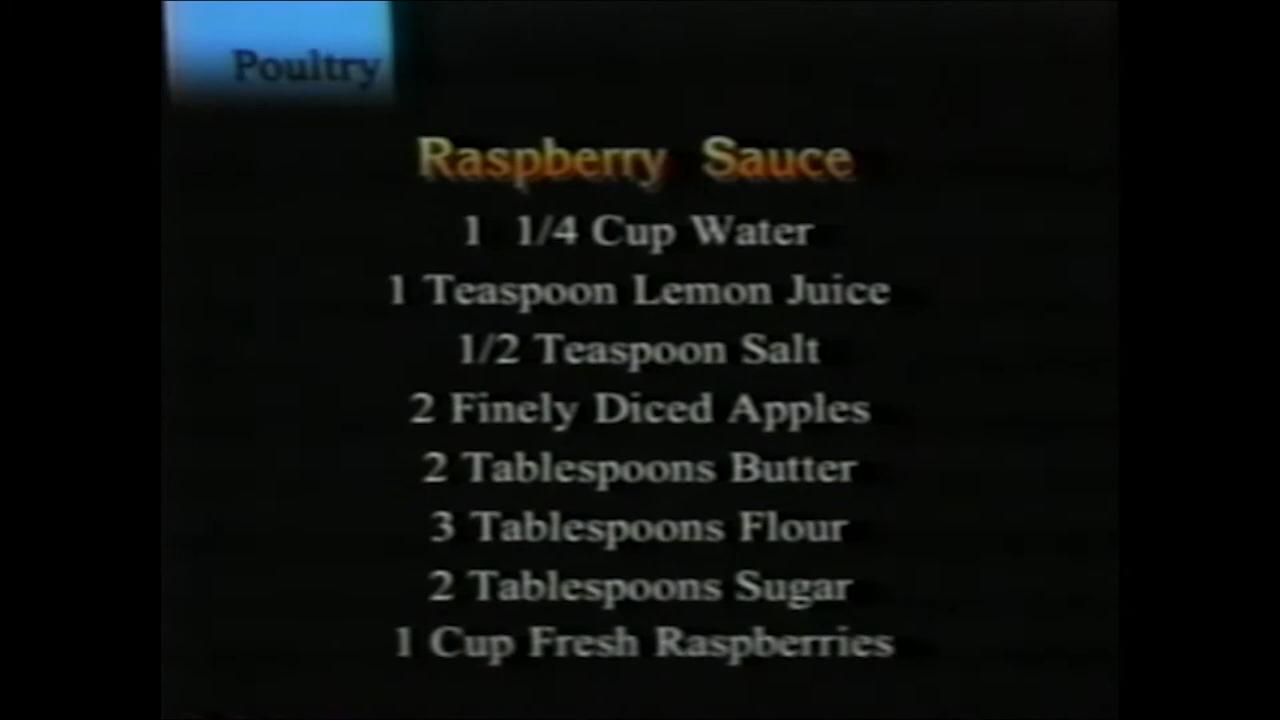 Poultry
Raspberry Sauce
1 1/4 Cup Water
1 Teaspoon Lemon Juice
1/2 Teaspoon Salt
2 Finely Diced Apples
2 Tablespoons Butter
3 Tablespoons Flour
2 Tablespoons Sugar
1 Cup Fresh Raspberries